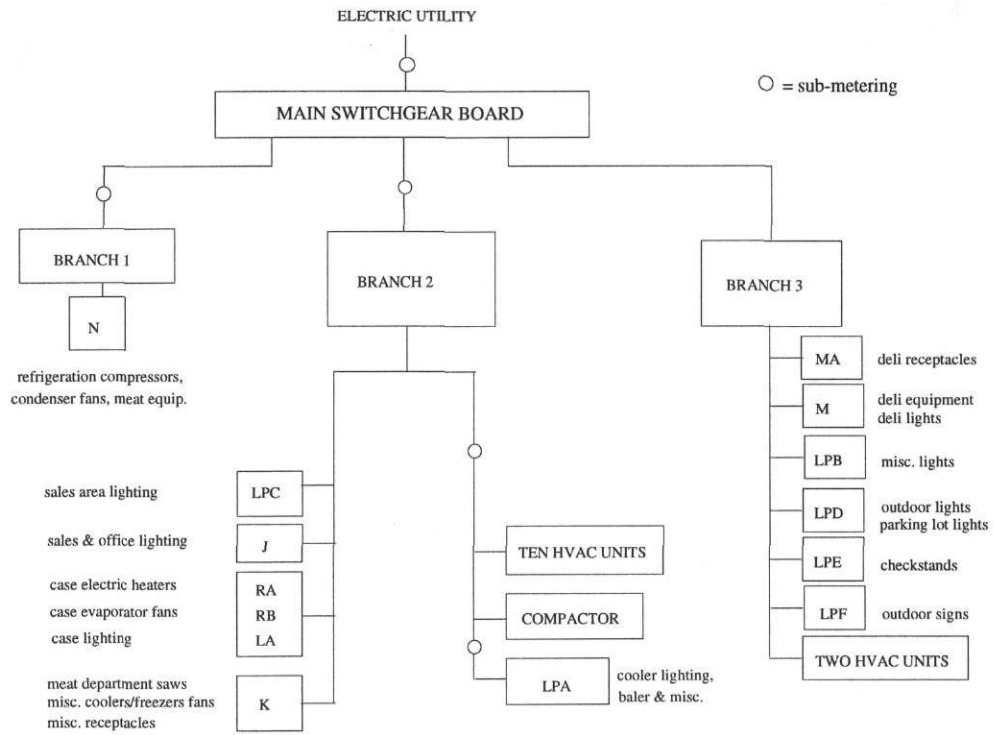 ELECTRIC UTILITY
= sub-metering
MAIN SWITCHGEAR BOARD
BRANCH 1
N
refrigeration compressors,
condenser fans, meat equip.
BRANCH 2
sales area lighting
LPC
sales & office lighting
J
case electric heaters
RA
case evaporator fans
RB
case lighting
LA
meat department saws
misc. coolers/freezers fans
K
misc. receptacles
TEN HVAC UNITS
COMPACTOR
LPA
cooler lighting,
baler & misc.
BRANCH 3
MA
deli receptacles
M
deli equipment
deli lights
LPB
misc. lights
LPD
outdoor lights
parking lot lights
LPE
checkstands
LPF
outdoor signs
TWO HVAC UNITS